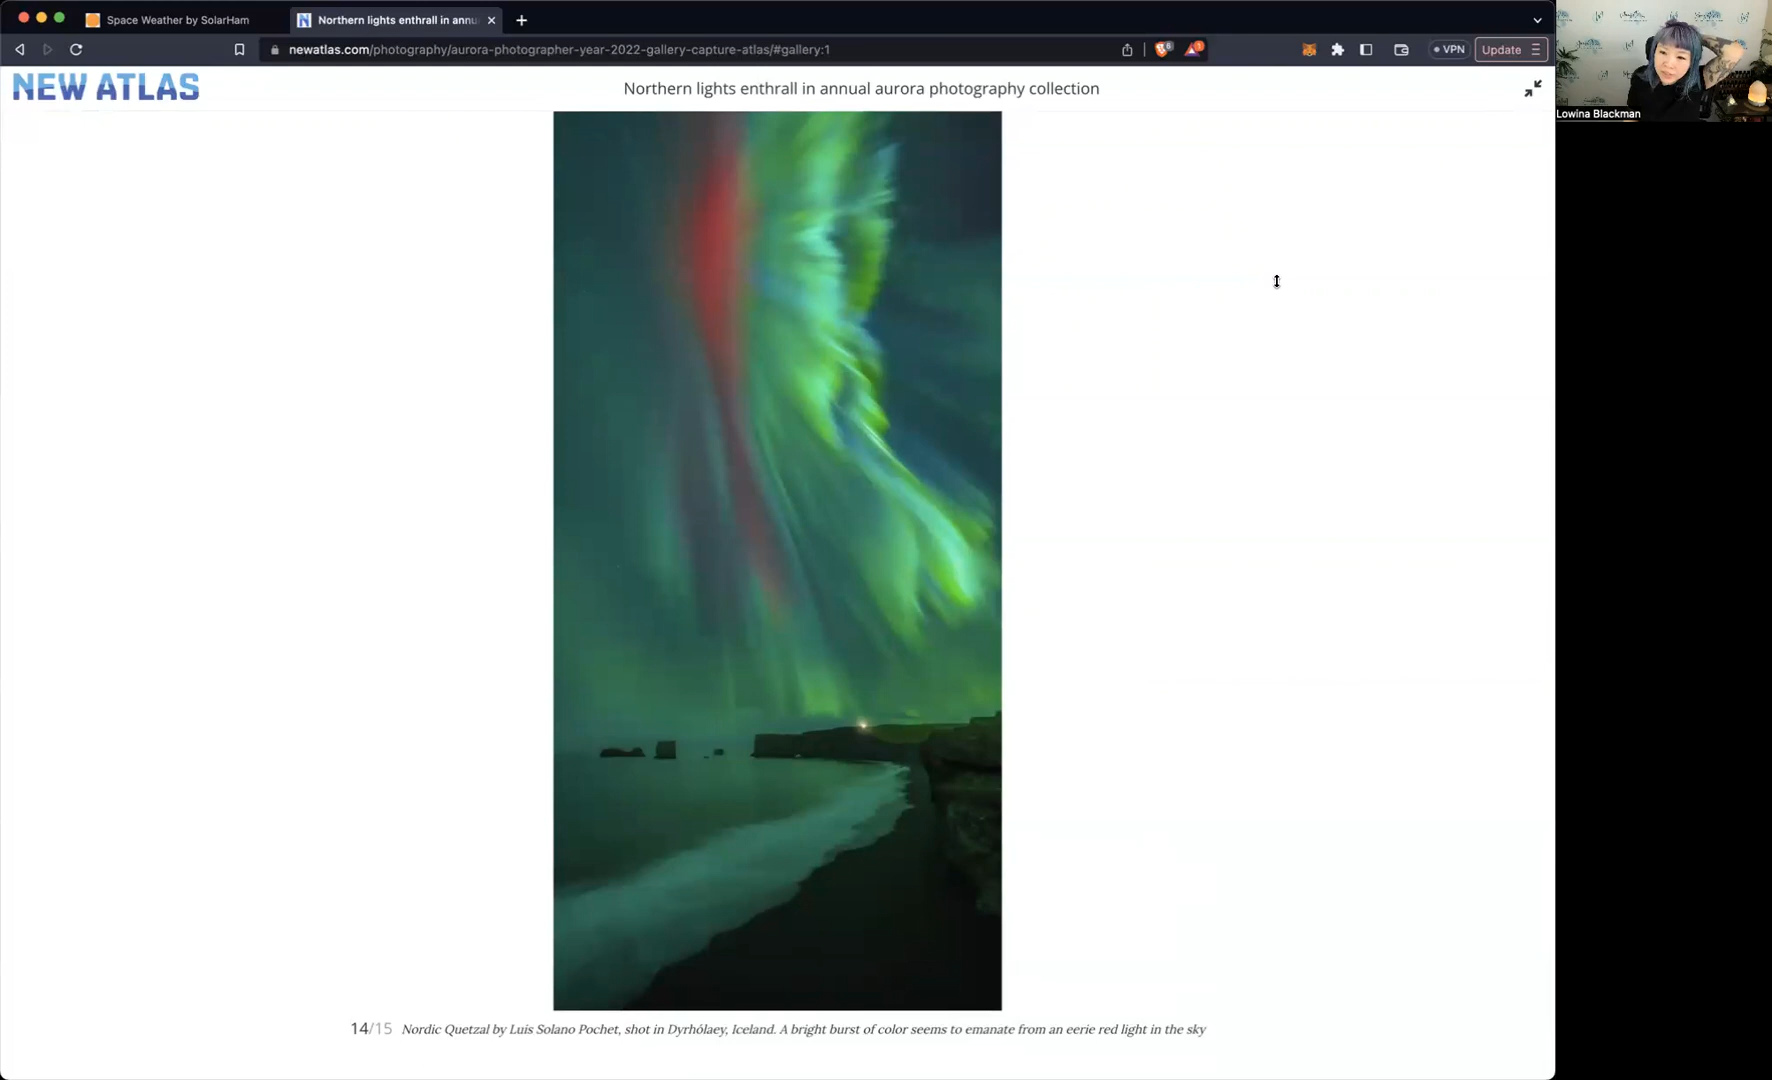 Space Weather by SolarHam
Northern lights enthrall in annu
newatlas.com/photography/aurora-photographer-year-2022-gallery-capture-atlas/#gallery:1
6
1
VPN
Update
Lowina Blackman
NEW ATLAS
Northern lights enthrall in annual aurora photography collection
14/15 Nordic Quetzal by Luis Solano Pochet, shot in Dyrhólaey, Iceland. A bright burst of color seems to emanate from an eerie red light in the sky